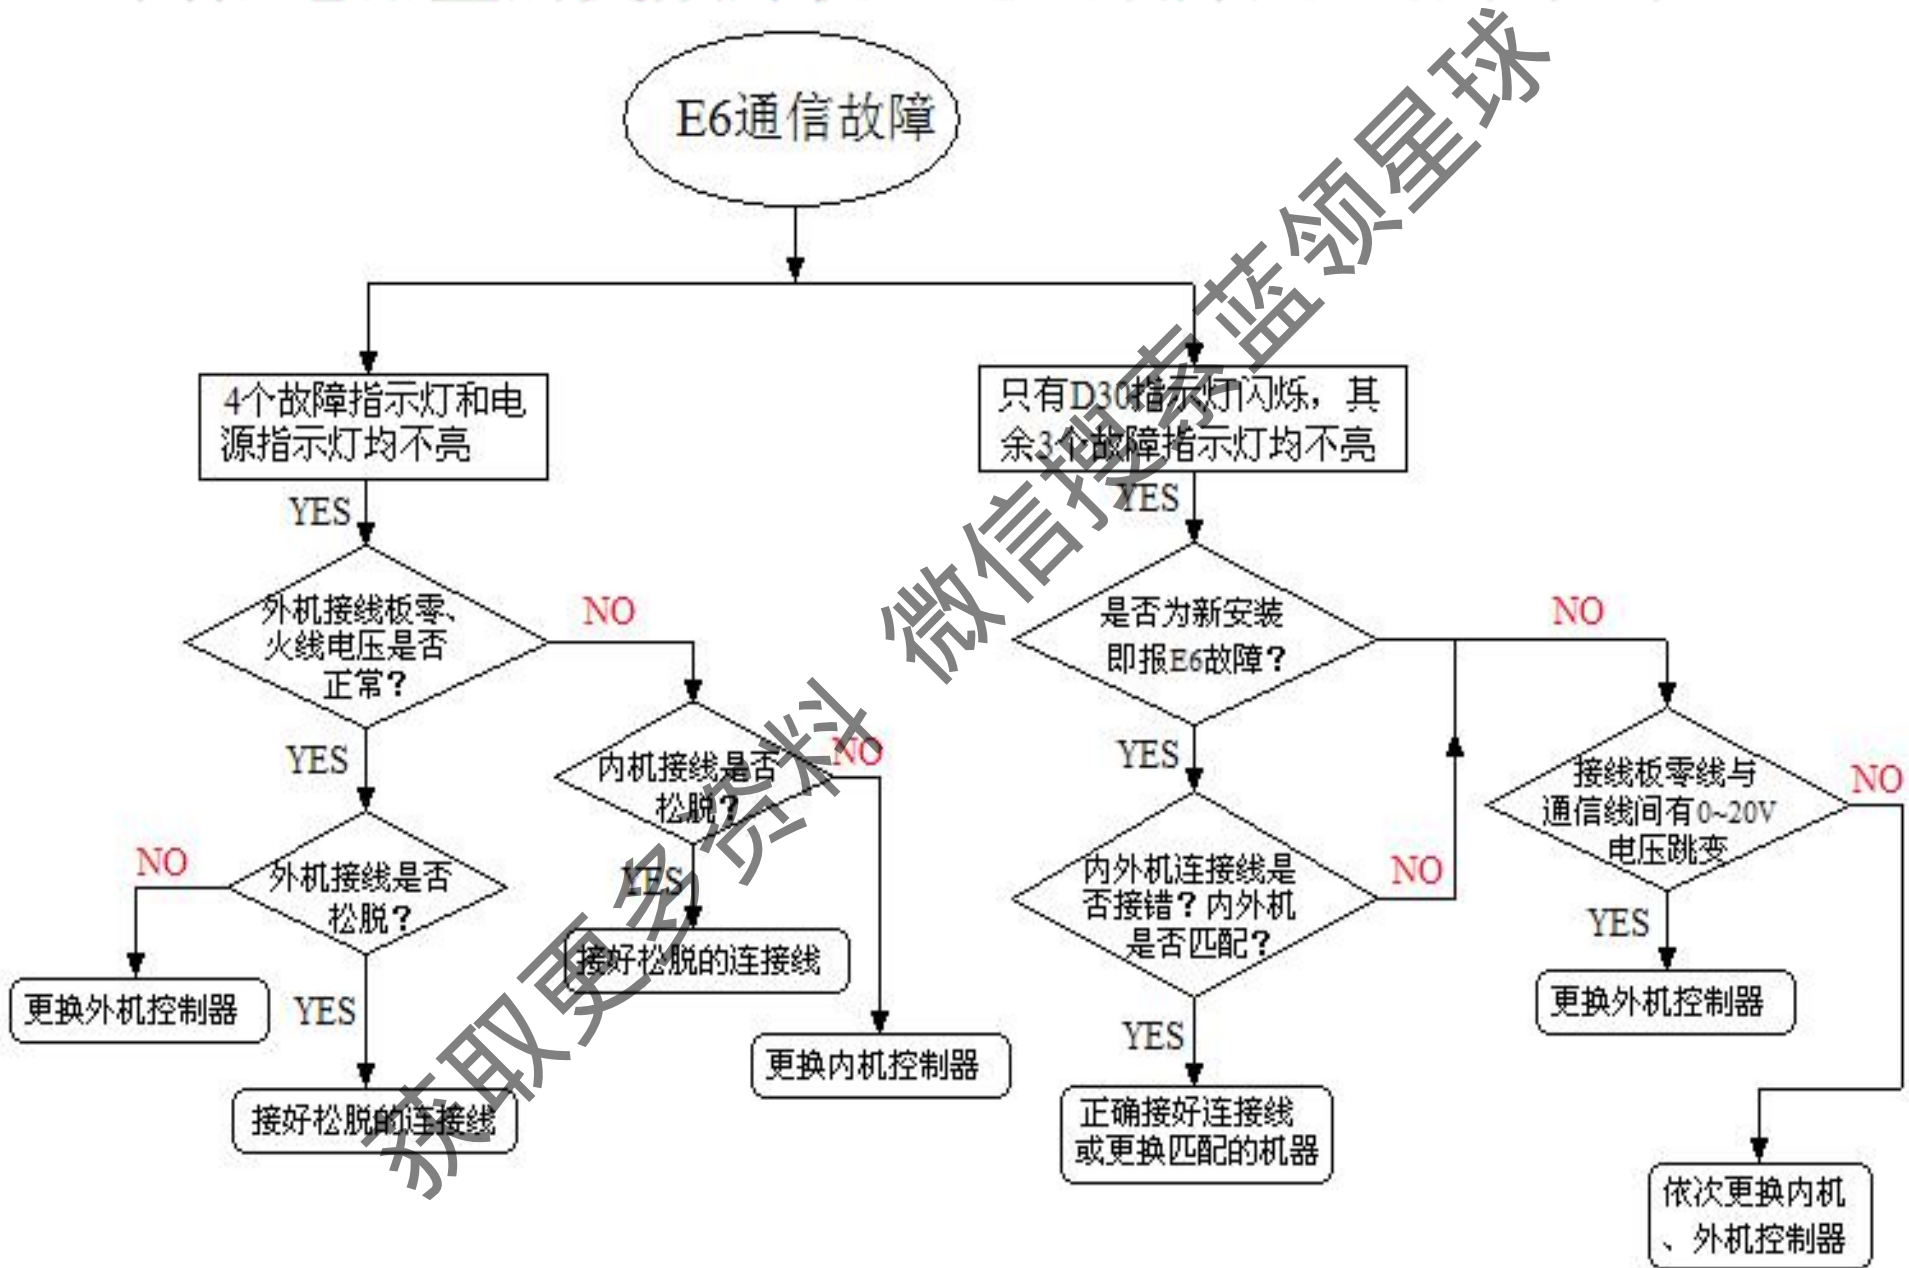 E6通信故障
4个故障指示灯和电
源指示灯均不亮
只有D30指示灯闪烁，其
余3个故障指示灯均不亮
YES
YES
外机接线板零、
火线电压是否
正常？
NO
是否为新安装
即报E6故障？
NO
YES
内机接线是否
松脱？
NO
YES
接线板零线与
通信线间有0~20V
电压跳变
NO
外机接线是否
松脱？
NO
YES
内外机连接线是
否接错？内外机
是否匹配？
NO
YES
接好松脱的连接线
更换外机控制器
YES
更换内机控制器
YES
更换外机控制器
接好松脱的连接线
正确接好连接线
或更换匹配的机器
依次更换内机
、外机控制器
获取更多资料 微信搜索蓝领星球